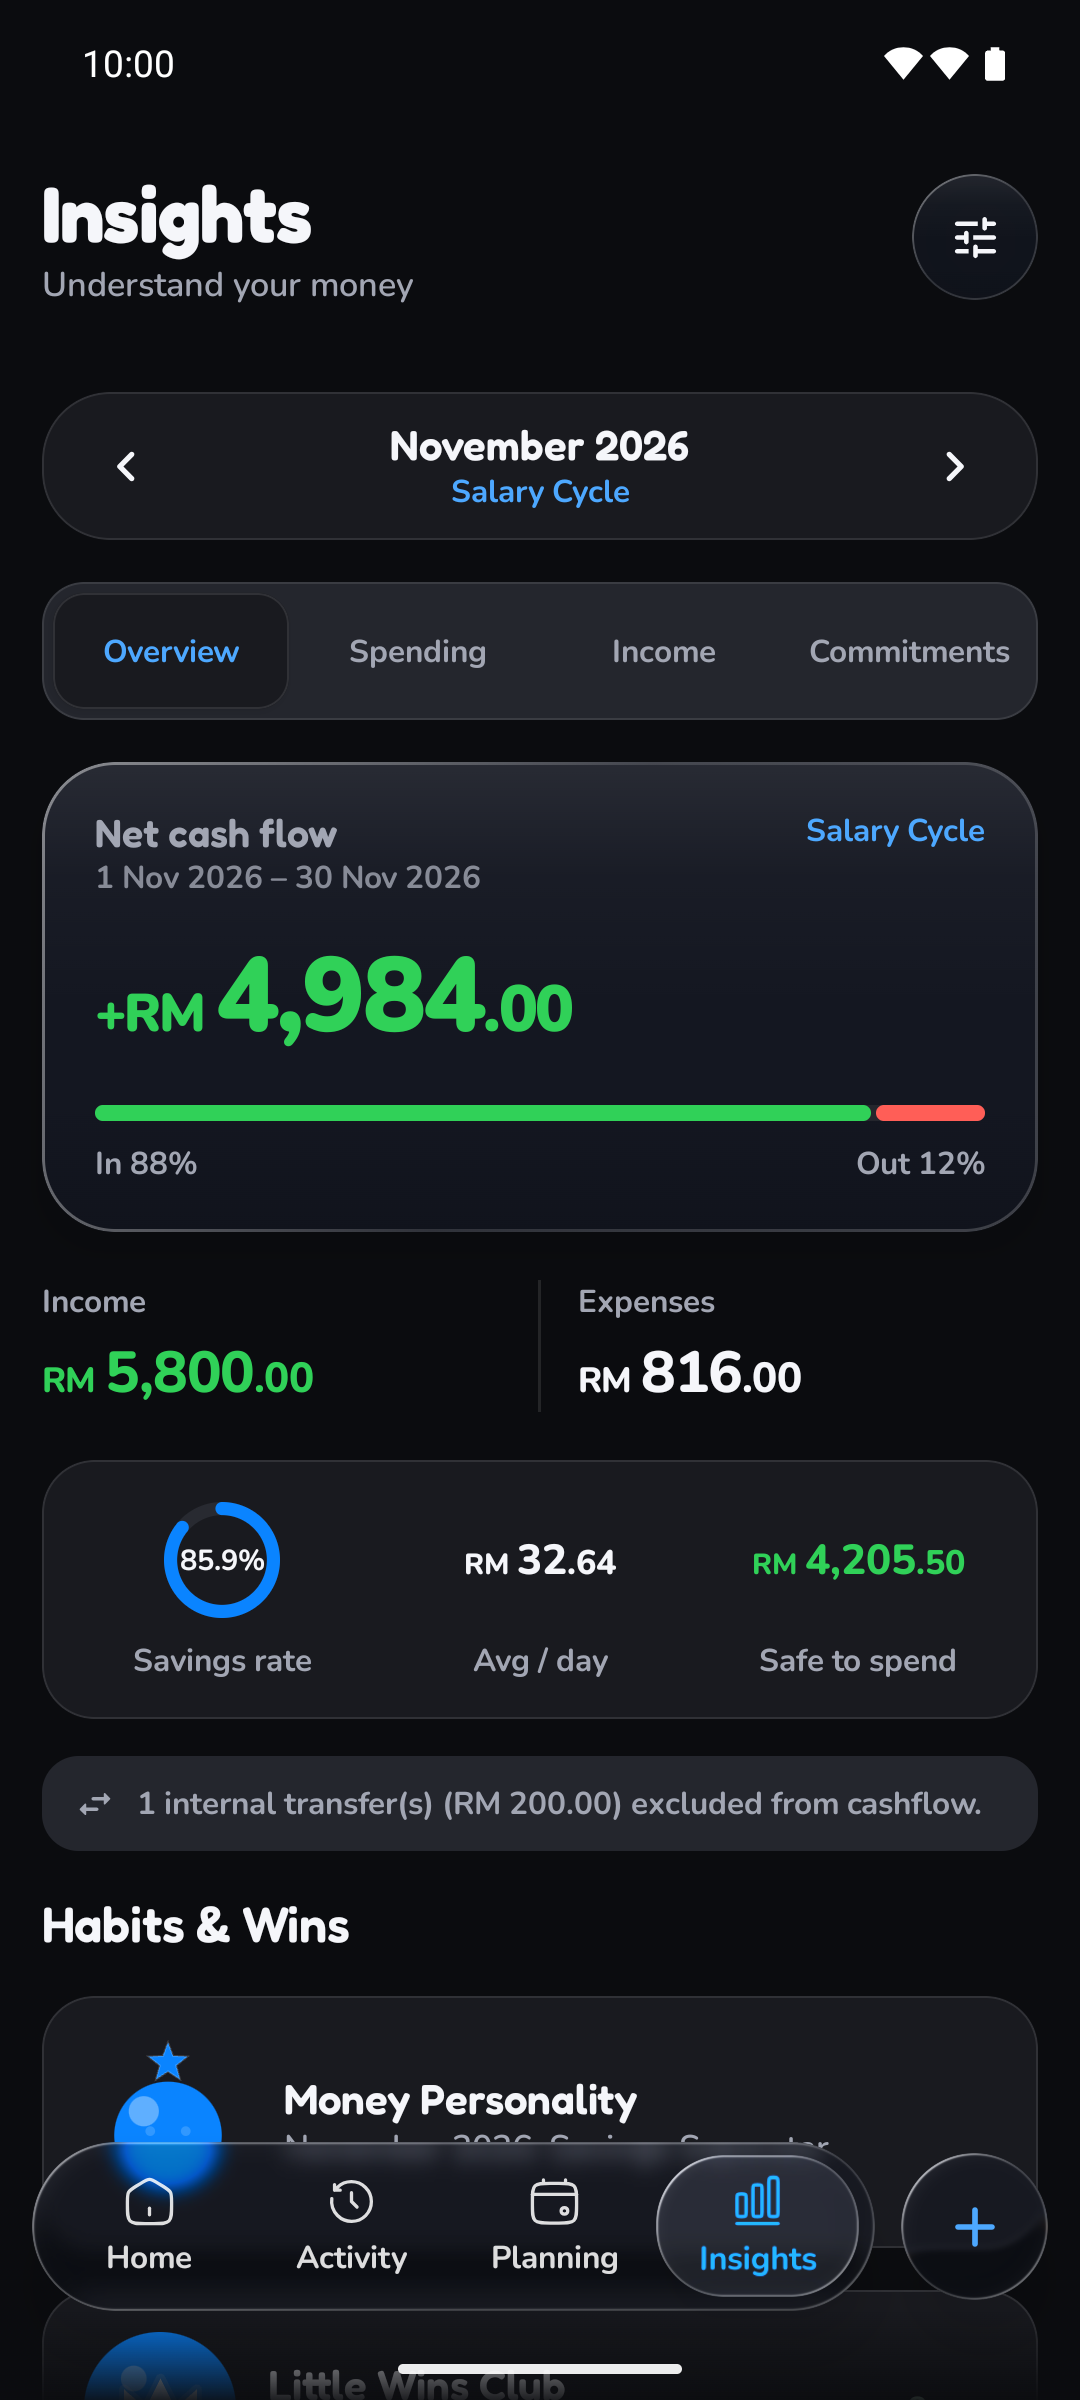 10:00
Insights
Understand your money
November 2026
Salary Cycle
Overview
Spending
Income
Commitments
Net cash flow
Salary Cycle
1 Nov 2026 – 30 Nov 2026
+RM 4,984.00
In 88%
Out 12%
Income
Expenses
RM 5,800.00
RM 816.00
85.9%
RM 32.64
RM 4,205.50
Savings rate
Avg / day
Safe to spend
1 internal transfer(s) (RM 200.00) excluded from cashflow.
Habits & Wins
Money Personality
Home
Activity
Planning
Insights
Little Wins Club